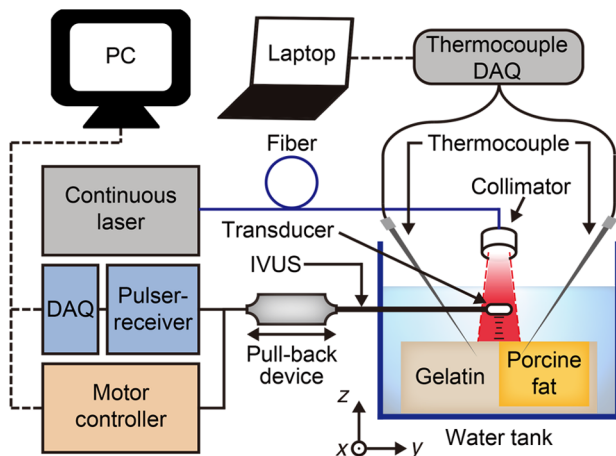 PC
Laptop
Thermocouple
DAQ
Fiber
Thermocouple
Collimator
Continuous
laser
Transducer
IVUS
DAQ
Pulser-
receiver
Pull-back
device
Motor
controller
Gelatin
Porcine
fat
z
x
y
Water tank